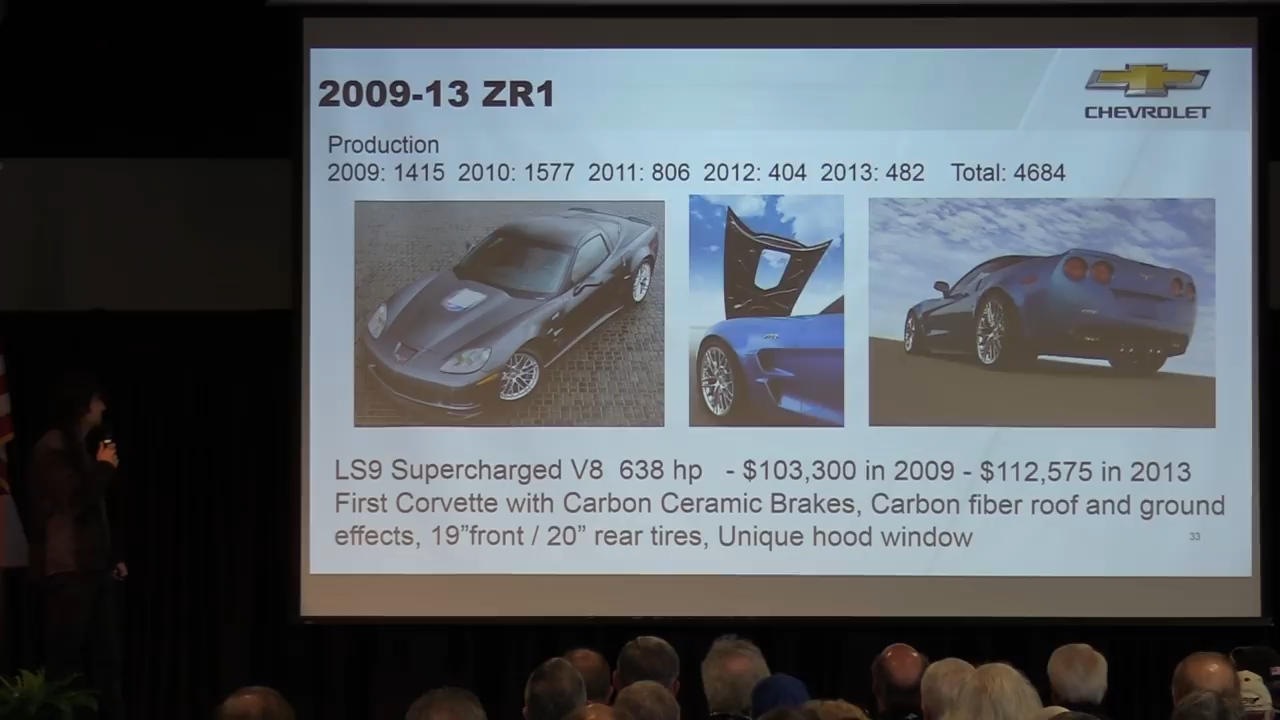 2009-13 ZR1
CHEVROLET
Production
2009: 1415 2010: 1577 2011: 806 2012: 404 2013: 482 Total: 4684
LS9 Supercharged V8 638 hp - $103,300 in 2009 - $112,575 in 2013
First Corvette with Carbon Ceramic Brakes, Carbon fiber roof and ground
effects, 19”front / 20” rear tires, Unique hood window
33